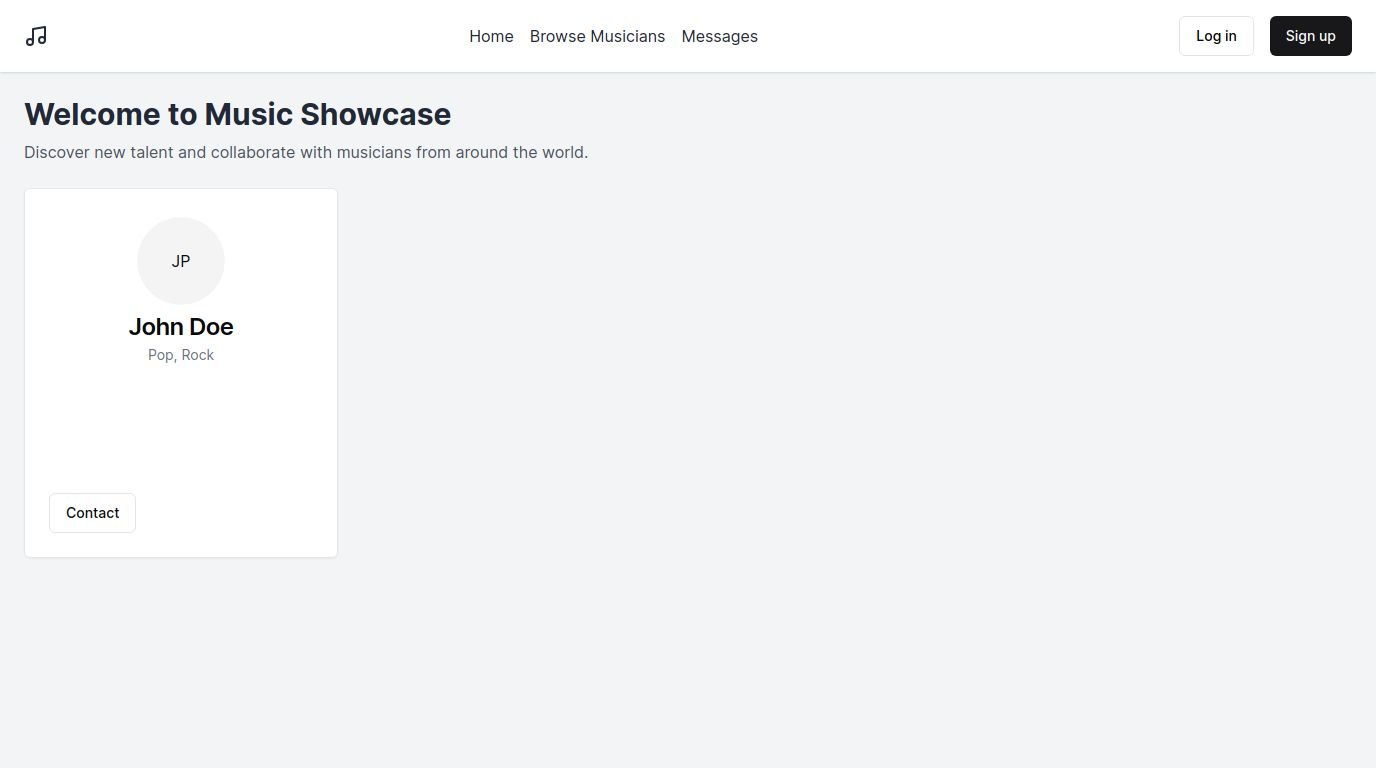 Home Browse Musicians Messages Log in Sign up
Welcome to Music Showcase
Discover new talent and collaborate with musicians from around the world.
JP
John Doe
Pop, Rock
Contact